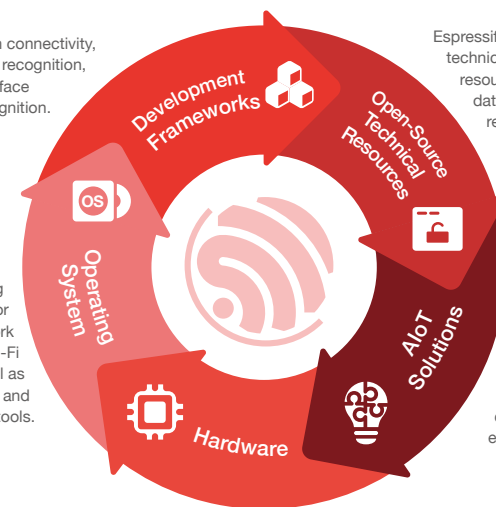 n connectivity,
recognition,
face
gnition.
Development
Frameworks
Espressif
technic
resou
dat
re
Open-Source
Technical
Resources
OS
Operating
System
g
or
rk
-Fi
l as
and
tools.
AIoT
Solutions
Hardware